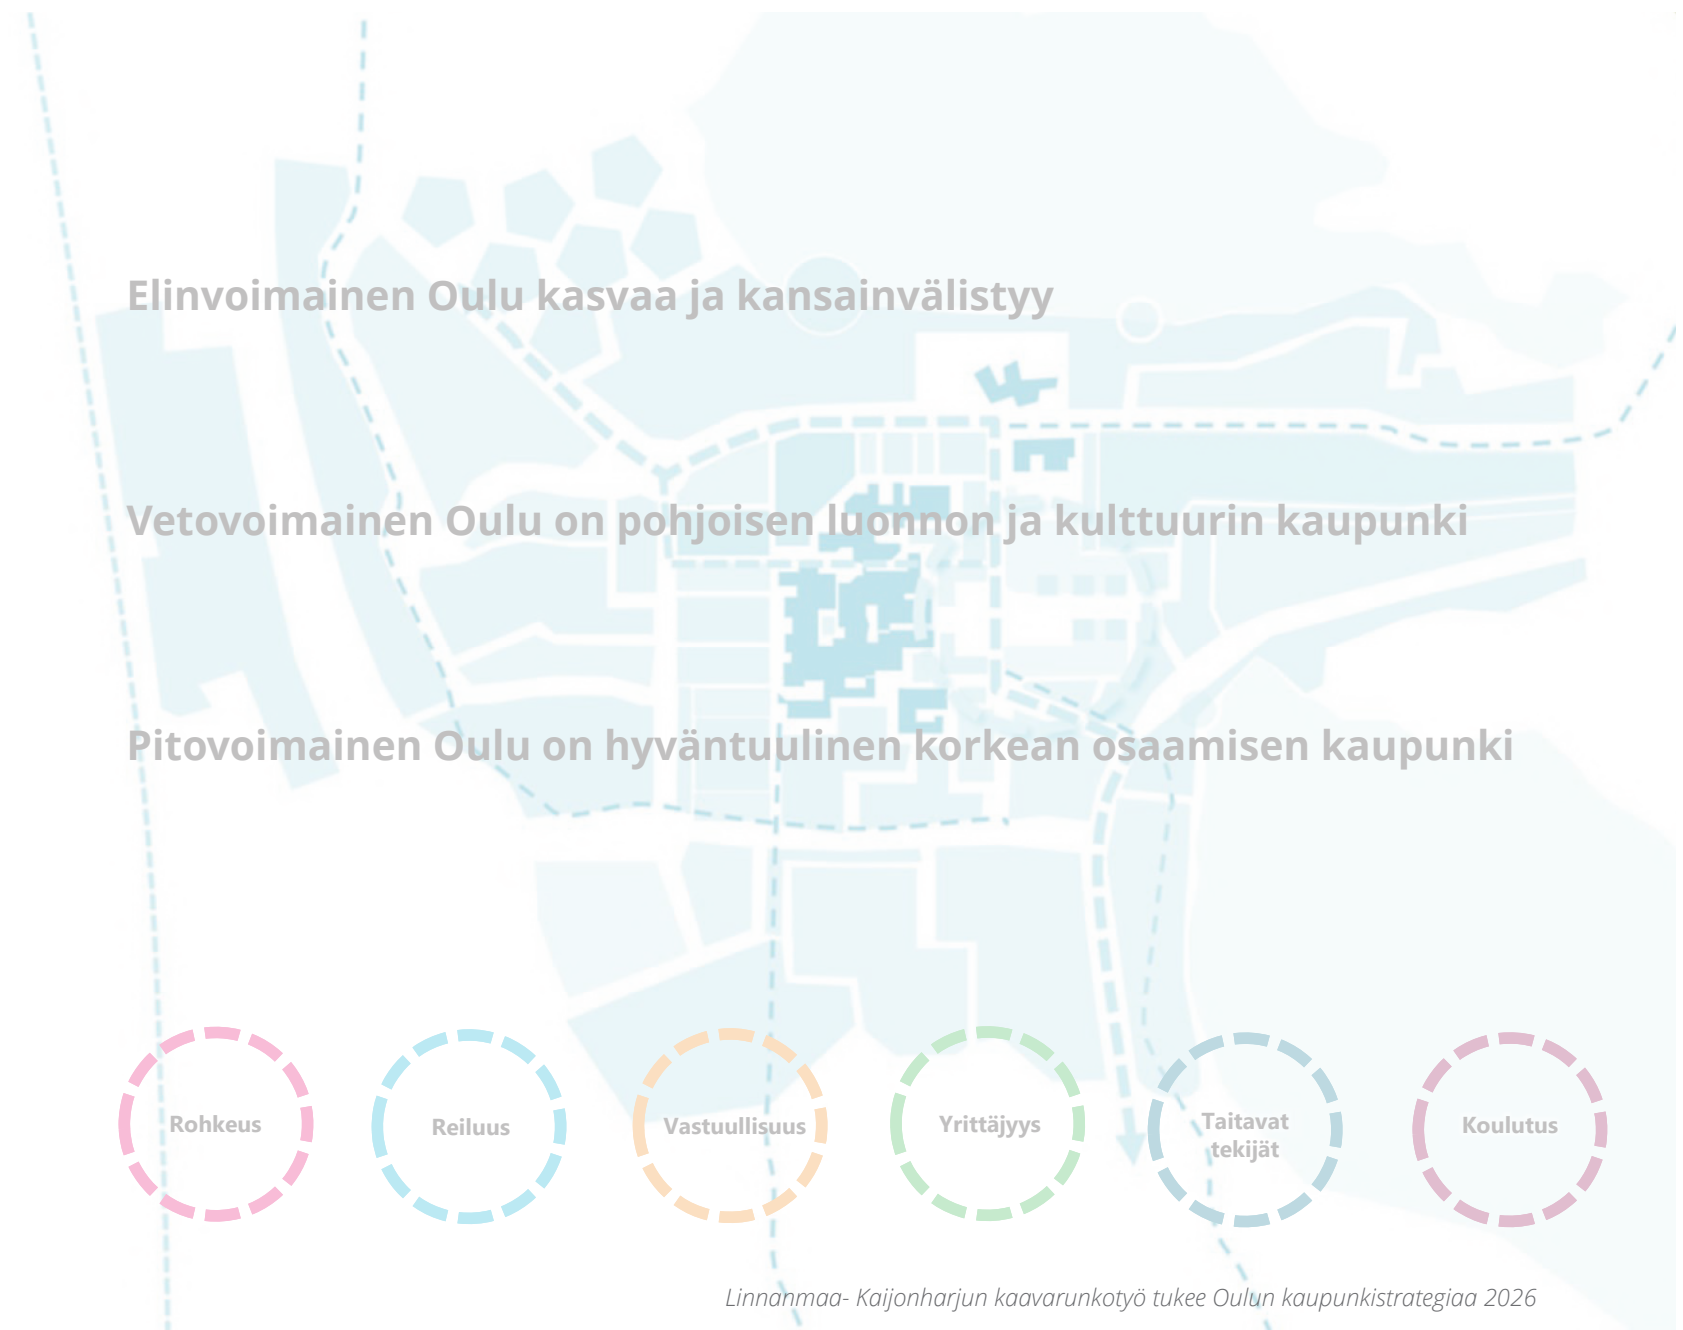 Elinvoimainen Oulu kasvaa ja kansainvälistyy
Vetovoimainen Oulu on pohjoisen luonnon ja kulttuurin kaupunki
Pitovoimainen Oulu on hyväntuulinen korkean osaamisen kaupunki
Rohkeus
Reiluus
Vastuullisuus
Yrittäjyys
Taitavat
tekijät
Koulutus
Linnanmaa- Kaijonharjun kaavarunkotyö tukee Oulun kaupunkistrategiaa 2026